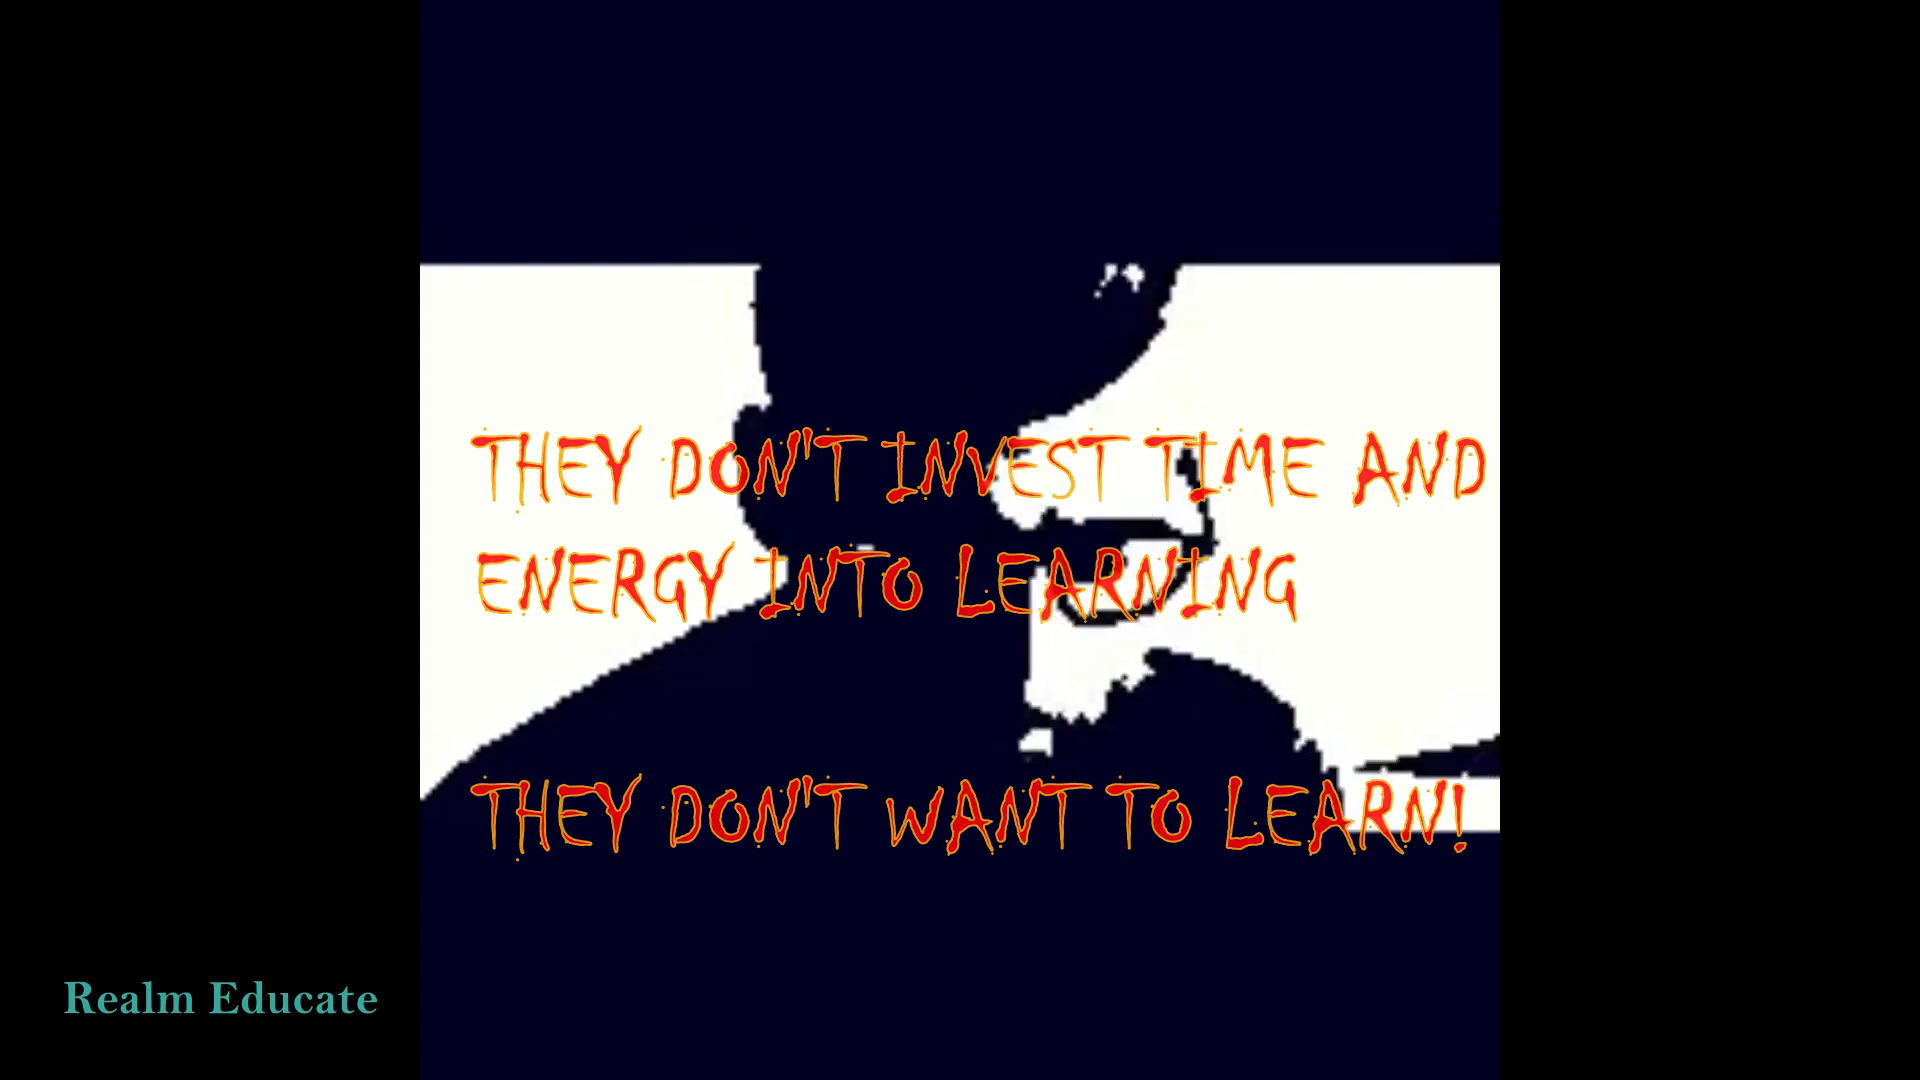 THEY DON'T INVEST TIME AND
ENERGY INTO LEARNING
THEY DON'T WANT TO LEARN!
Realm Educate